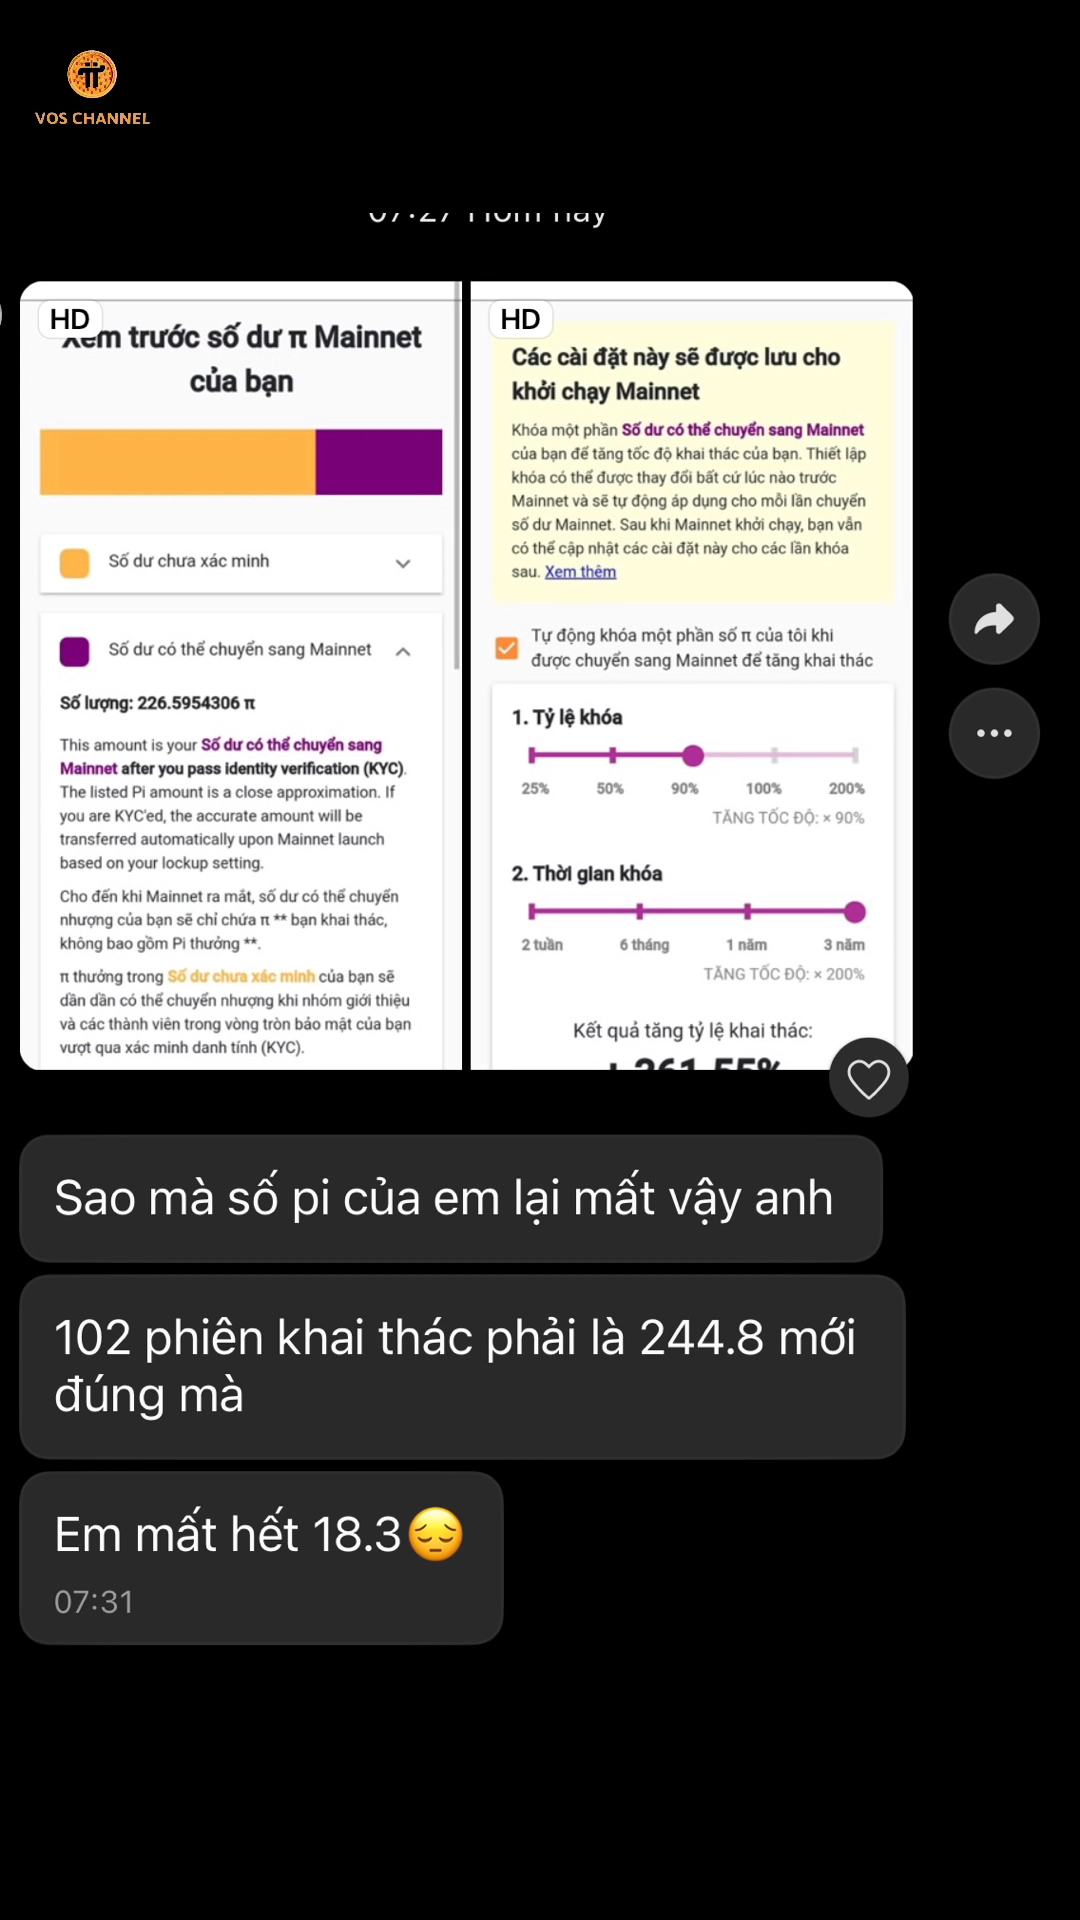 VOS CHANNEL
07:27 Hôm nay
HD
Xem trước số dư π Mainnet
của bạn
Số dư chưa xác minh
Số dư có thể chuyển sang Mainnet
Số lượng: 226.5954306 π
This amount is your Số dư có thể chuyển sang
Mainnet after you pass identity verification (KYC).
The listed Pi amount is a close approximation. If
you are KYC'ed, the accurate amount will be
transferred automatically upon Mainnet launch
based on your lockup setting.
Cho đến khi Mainnet ra mắt, số dư có thể chuyển
nhượng của bạn sẽ chỉ chứa π ** bạn khai thác,
không bao gồm Pi thưởng **.
π thưởng trong Số dư chưa xác minh của bạn sẽ
dần dần có thể chuyển nhượng khi nhóm giới thiệu
và các thành viên trong vòng tròn bảo mật của bạn
vượt qua xác minh danh tính (KYC).
HD
Các cài đặt này sẽ được lưu cho
khởi chạy Mainnet
Khóa một phần Số dư có thể chuyển sang Mainnet
của bạn để tăng tốc độ khai thác của bạn. Thiết lập
khóa có thể được thay đổi bất cứ lúc nào trước
Mainnet và sẽ tự động áp dụng cho mỗi lần chuyển
số dư Mainnet. Sau khi Mainnet khởi chạy, bạn vẫn
có thể cập nhật các cài đặt này cho các lần khóa
sau. Xem thêm
Tự động khóa một phần số π của tôi khi
được chuyển sang Mainnet để tăng khai thác
1. Tỷ lệ khóa
25% 50% 90% 100% 200%
TĂNG TỐC ĐỘ: × 90%
2. Thời gian khóa
2 tuần 6 tháng 1 năm 3 năm
TĂNG TỐC ĐỘ: × 200%
Kết quả tăng tỷ lệ khai thác:
+ 361.55%
Sao mà số pi của em lại mất vậy anh
102 phiên khai thác phải là 244.8 mới
đúng mà
Em mất hết 18.3😔
07:31